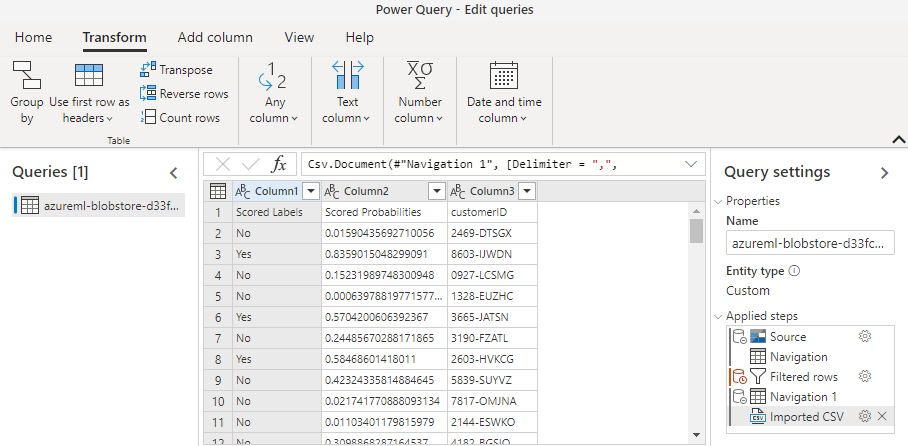 Power Query - Edit queries
Home Transform Add column View Help
Group by
Use first row as headers
Transpose
Reverse rows
Count rows
Table
Any column
Text column
Number column
Date and time column
Queries [1]
azureml-blobstore-d33f...
Csv.Document(#"Navigation 1", [Delimiter = ",",
Column1 Column2 Column3
1 Scored Labels Scored Probabilities customerID
2 No 0.01590435692710056 2469-DTSGX
3 Yes 0.8359015048299091 8603-IJWDN
4 No 0.15231989748300948 0927-LCSMG
5 No 0.00063978819771577... 1328-EUZHC
6 Yes 0.5704200606392367 3665-JATSN
7 No 0.24485670288171865 3190-FZATL
8 Yes 0.58468601418011 2603-HVKCG
9 No 0.42324335814884645 5839-SUYVZ
10 No 0.021741770888093134 7817-OMJNA
11 No 0.01103401179815979 2144-ESWKO
12 No 0.3098868287164537 4182-BGSIQ
Query settings
Properties
Name
azureml-blobstore-d33fc...
Entity type
Custom
Applied steps
Source
Navigation
Filtered rows
Navigation 1
Imported CSV